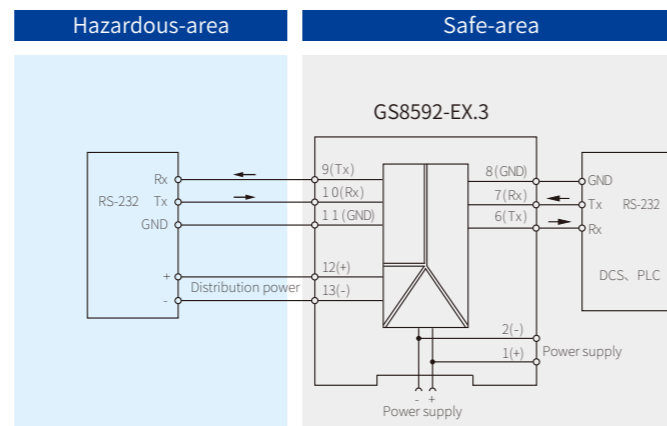 Hazardous-area
Safe-area
GS8592-EX.3
RS-232
Rx
Tx
GND
+
-
Distribution power
9(Tx)
10(Rx)
11(GND)
12(+)
13(-)
8(GND)
7(Rx)
6(Tx)
2(-)
1(+)
GND
Tx
Rx
RS-232
DCS、PLC
Power supply
- +
Power supply